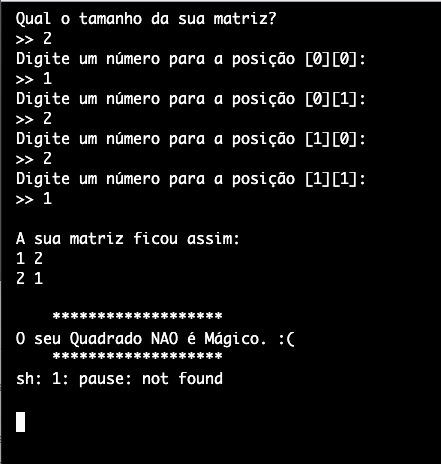 Qual o tamanho da sua matriz?
>> 2
Digite um número para a posição [0][0]:
>> 1
Digite um número para a posição [0][1]:
>> 2
Digite um número para a posição [1][0]:
>> 2
Digite um número para a posição [1][1]:
>> 1
A sua matriz ficou assim:
1 2
2 1
*******************
O seu Quadrado NAO é Mágico. :(
*******************
sh: 1: pause: not found